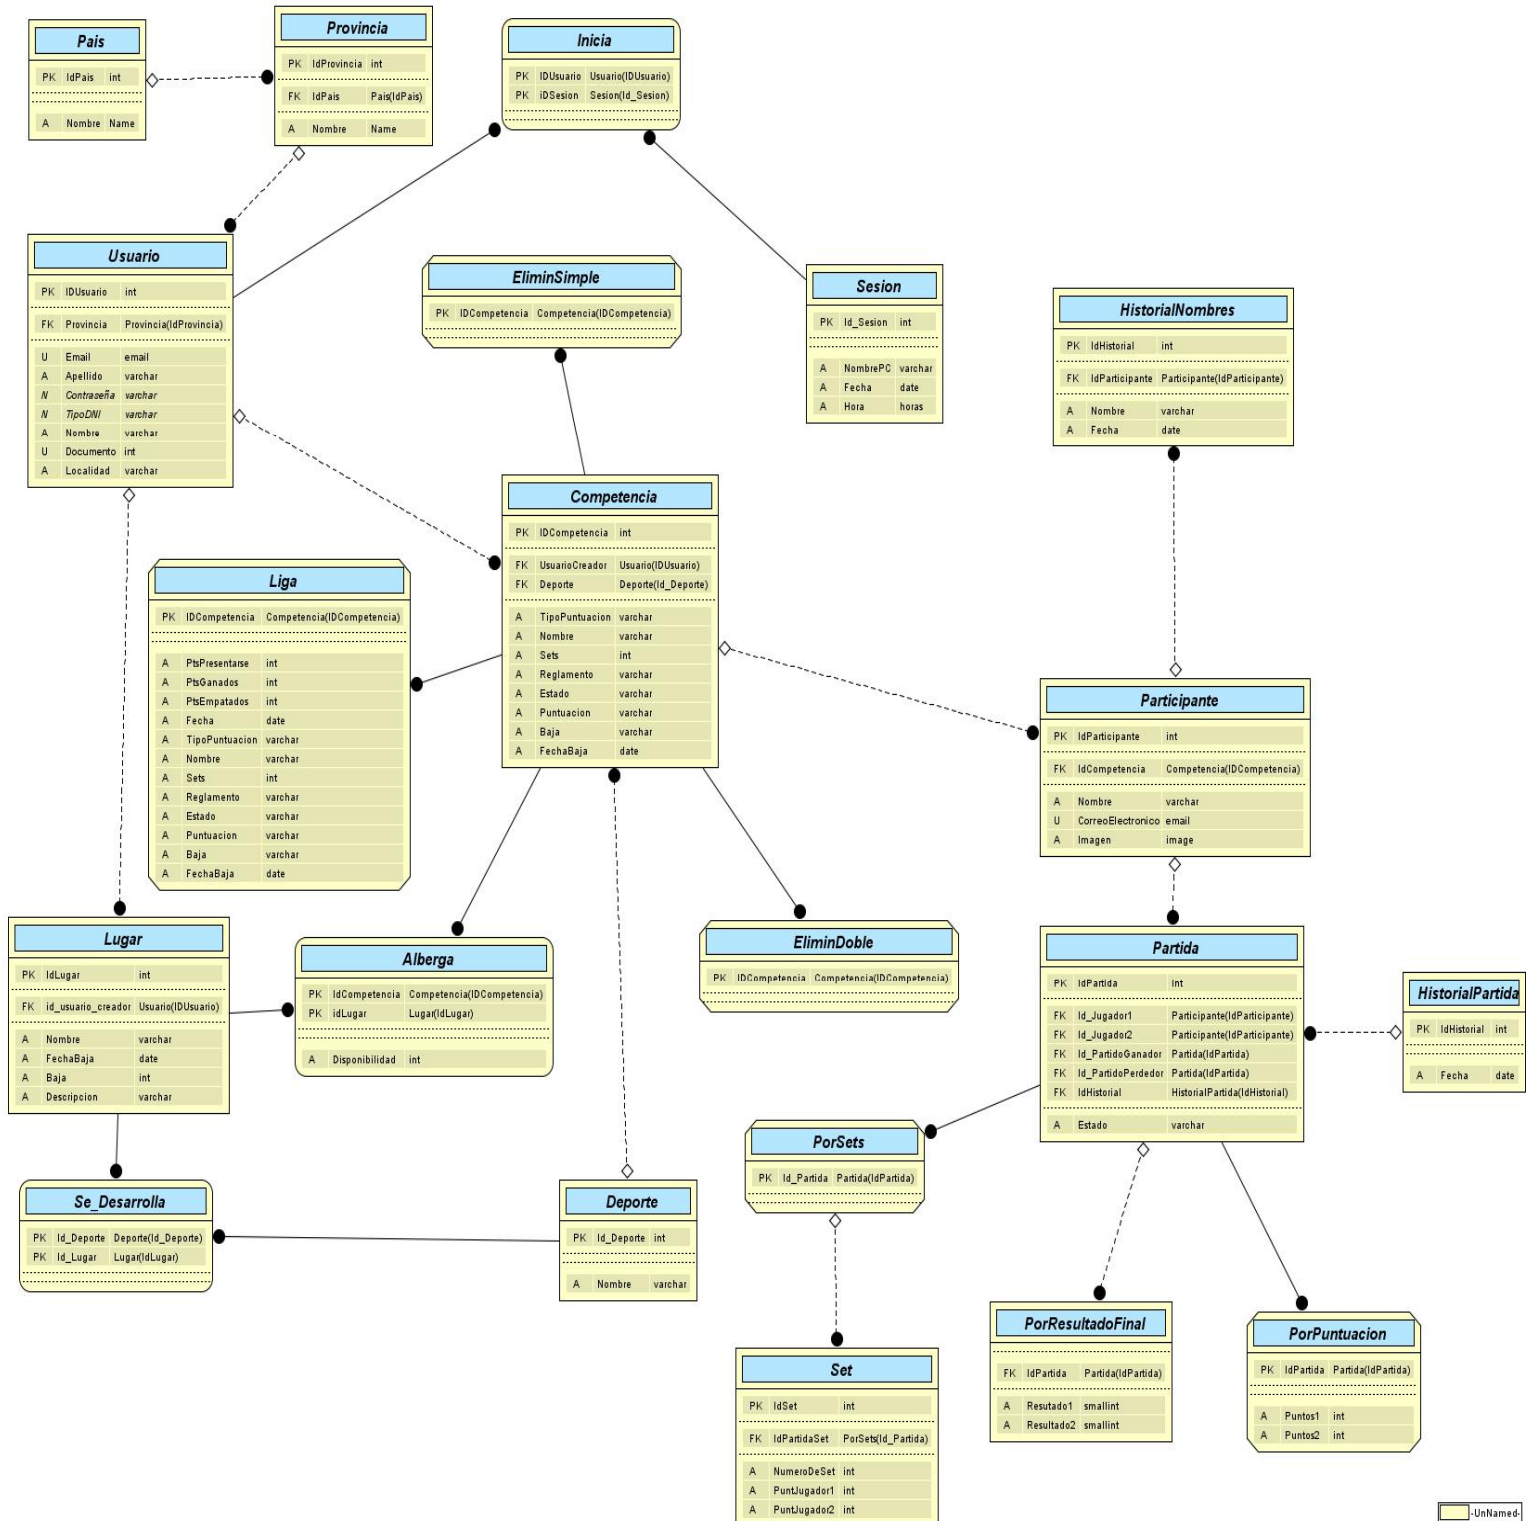 Pais
PK IdPais int
A Nombre Name
Provincia
PK IdProvincia int
FK IdPais Pais(IdPais)
A Nombre Name
Inicia
PK IDUsuario Usuario(IDUsuario)
PK iDSesion Sesion(Id_Sesion)
Usuario
PK IDUsuario int
FK Provincia Provincia(IdProvincia)
U Email email
A Apellido varchar
N Contraseña varchar
N TipoDNI varchar
A Nombre varchar
U Documento int
A Localidad varchar
EliminSimple
PK IDCompetencia Competencia(IDCompetencia)
Sesion
PK Id_Sesion int
A NombrePC varchar
A Fecha date
A Hora horas
HistorialNombres
PK IdHistorial int
FK IdParticipante Participante(IdParticipante)
A Nombre varchar
A Fecha date
Competencia
PK IDCompetencia int
FK UsuarioCreador Usuario(IDUsuario)
FK Deporte Deporte(Id_Deporte)
A TipoPuntuacion varchar
A Nombre varchar
A Sets int
A Reglamento varchar
A Estado varchar
A Puntuacion varchar
A Baja varchar
A FechaBaja date
Liga
PK IDCompetencia Competencia(IDCompetencia)
A PtsPresentarse int
A PtsGanados int
A PtsEmpatados int
A Fecha date
A TipoPuntuacion varchar
A Nombre varchar
A Sets int
A Reglamento varchar
A Estado varchar
A Puntuacion varchar
A Baja varchar
A FechaBaja date
Participante
PK IdParticipante int
FK IdCompetencia Competencia(IDCompetencia)
A Nombre varchar
U CorreoElectronico email
A Imagen image
Lugar
PK IdLugar int
FK id_usuario_creador Usuario(IDUsuario)
A Nombre varchar
A FechaBaja date
A Baja int
A Descripcion varchar
Alberga
PK IdCompetencia Competencia(IDCompetencia)
PK idLugar Lugar(IdLugar)
A Disponibilidad int
EliminDoble
PK IDCompetencia Competencia(IDCompetencia)
Partida
PK IdPartida Int
FK Id_Jugador1 Participante(IdParticipante)
FK Id_Jugador2 Participante(IdParticipante)
FK Id_PartidoGanador Partida(IdPartida)
FK Id_PartidoPerdedor Partida(IdPartida)
FK IdHistorial HistorialPartida(IdHistorial)
A Estado varchar
HistorialPartida
PK IdHistorial int
A Fecha date
PorSets
PK Id_Partida Partida(IdPartida)
Se_Desarrolla
PK Id_Deporte Deporte(Id_Deporte)
PK Id_Lugar Lugar(IdLugar)
Deporte
PK Id_Deporte int
A Nombre varchar
PorResultadoFinal
FK IdPartida Partida(IdPartida)
A Resutado1 smallint
A Resultado2 smallint
PorPuntuacion
PK IdPartida Partida(IdPartida)
A Puntos1 int
A Puntos2 int
Set
PK IdSet int
FK IdPartidaSet PorSets(Id_Partida)
A NumeroDeSet int
A PuntJugador1 int
A PuntJugador2 int
-UnNamed-